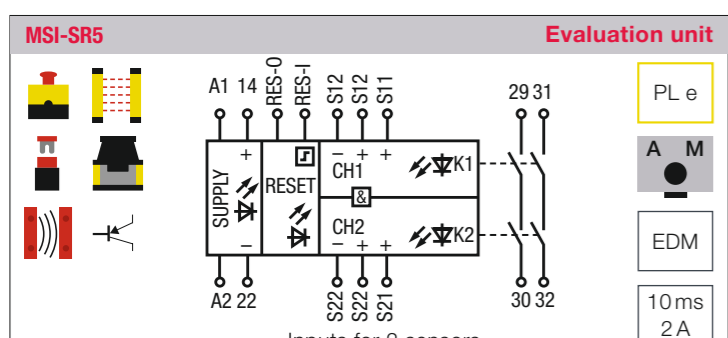 MSI-SR5 Evaluation unit
A1 14 RES-O RES-I S12 S12 S11 29 31
PL e
A M
+ − + +
SUPPLY RESET CH1 K1
&
CH2 K2
− − + +
EDM
A2 22 S22 S22 S21 30 32
10 ms
2 A